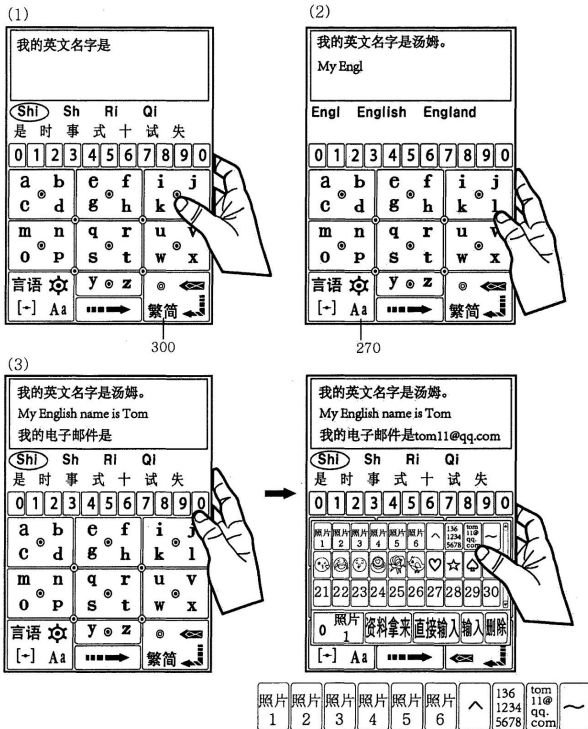 (1)
我的英文名字是
Shi Sh Ri Qi
是 时 事 式 十 试 失
0 1 2 3 4 5 6 7 8 9 0
a b e f i j
c d g h k
m n q r u v
o p s t w x
言语 y z
[-] Aa 繁简
300
(2)
我的英文名字是汤姆。
My Engl
Engl English England
0 1 2 3 4 5 6 7 8 9 0
a b e f i j
c d g h k l
m n q r u v
o p s t w x
言语 y z
[-] Aa 繁简
270
(3)
我的英文名字是汤姆。
My English name is Tom
我的电子邮件是
Shi Sh Ri Qi
是 时 事 式 十 试 失
0 1 2 3 4 5 6 7 8 9 0
a b e f i j
c d g h k l
m n q r u v
o p s t w x
言语 y z
[-] Aa 繁简
我的英文名字是汤姆。
My English name is Tom
我的电子邮件是tom11@qq.com
Shi Sh Ri Qi
是 时 事 式 十 试 失
0 1 2 3 4 5 6 7 8 9 0
照片1 照片2 照片3 照片4 照片5 照片6 ^ 136 1234 5678 tom 11@ qq. com ~
21 22 23 24 25 26 27 28 29 30
0 照片1 资料拿来 直接输入 输入 删除
[-] Aa
照片1 照片2 照片3 照片4 照片5 照片6 ^ 136 1234 5678 tom 11@ qq. com ~